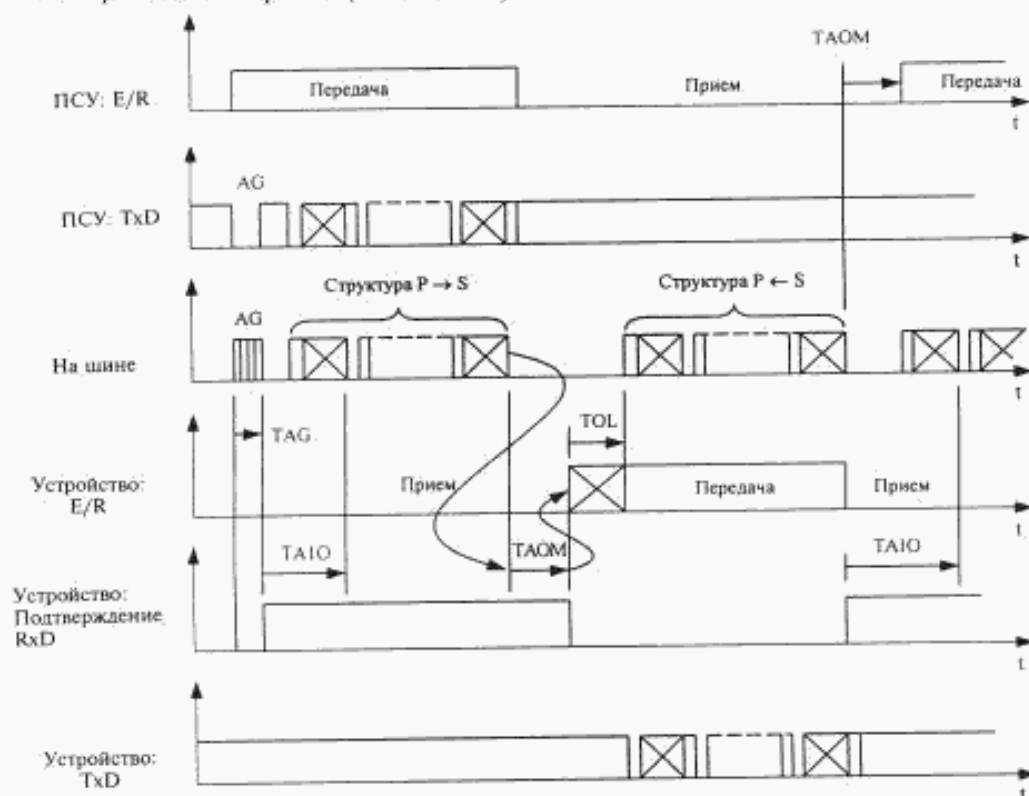 TAOM
ПСУ: E/R
Передача
Прием
Передача
t
AG
ПСУ: TxD
t
Структура P → S
Структура P ← S
AG
На шине
t
TAG
TOL
Устройство:
E/R
Прием
Передача
Прием
t
TAIO
TAOM
TAIO
Устройство:
Подтверждение
RxD
t
Устройство:
TxD
t